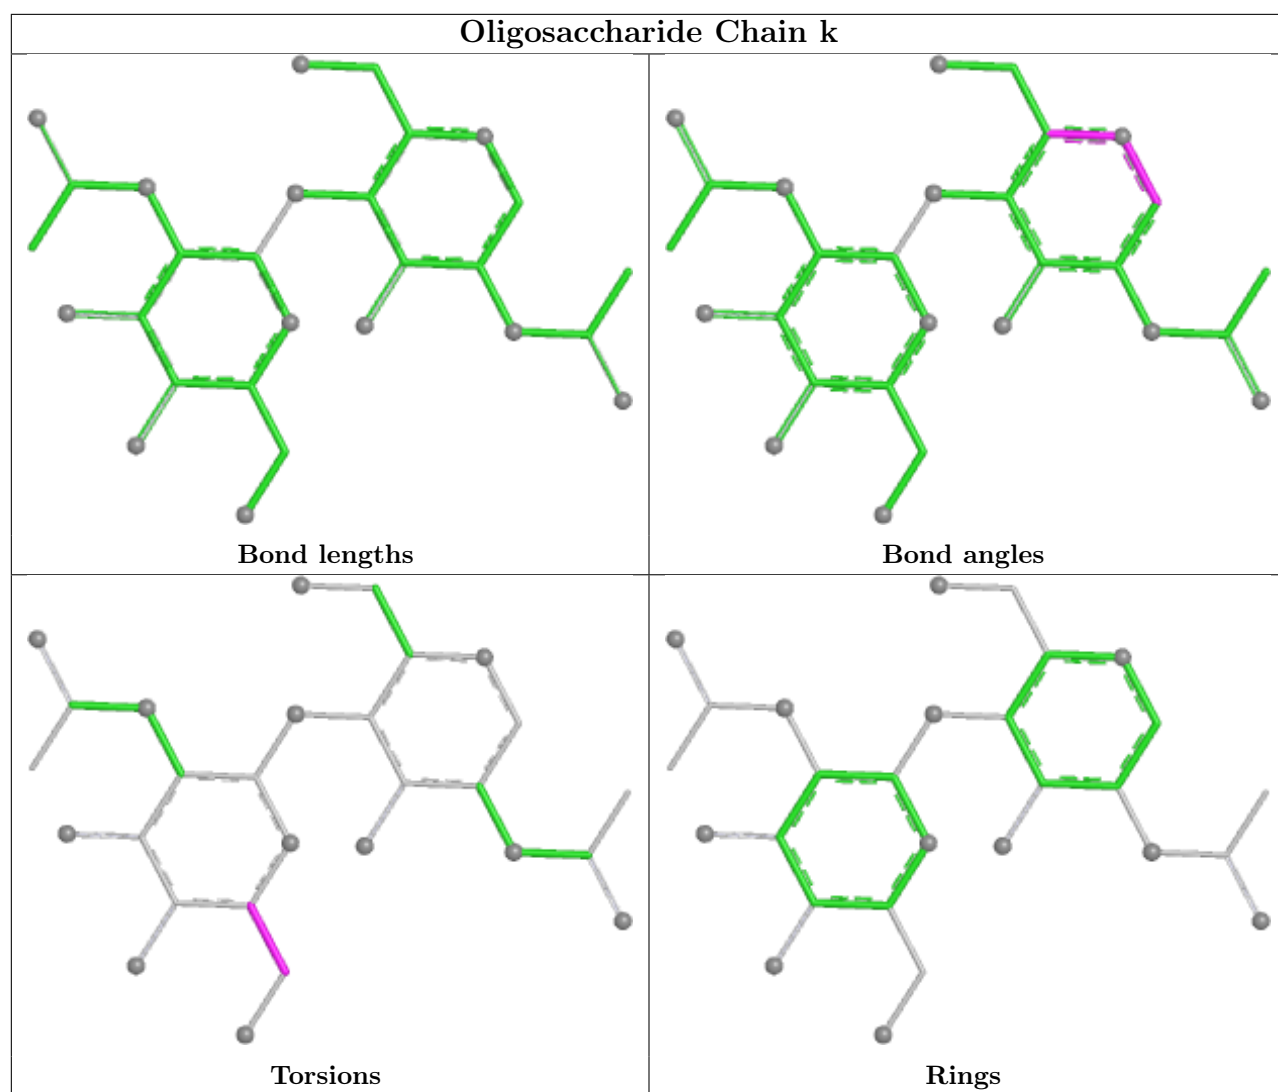 Oligosaccharide Chain k
Bond lengths
Bond angles
Torsions
Rings